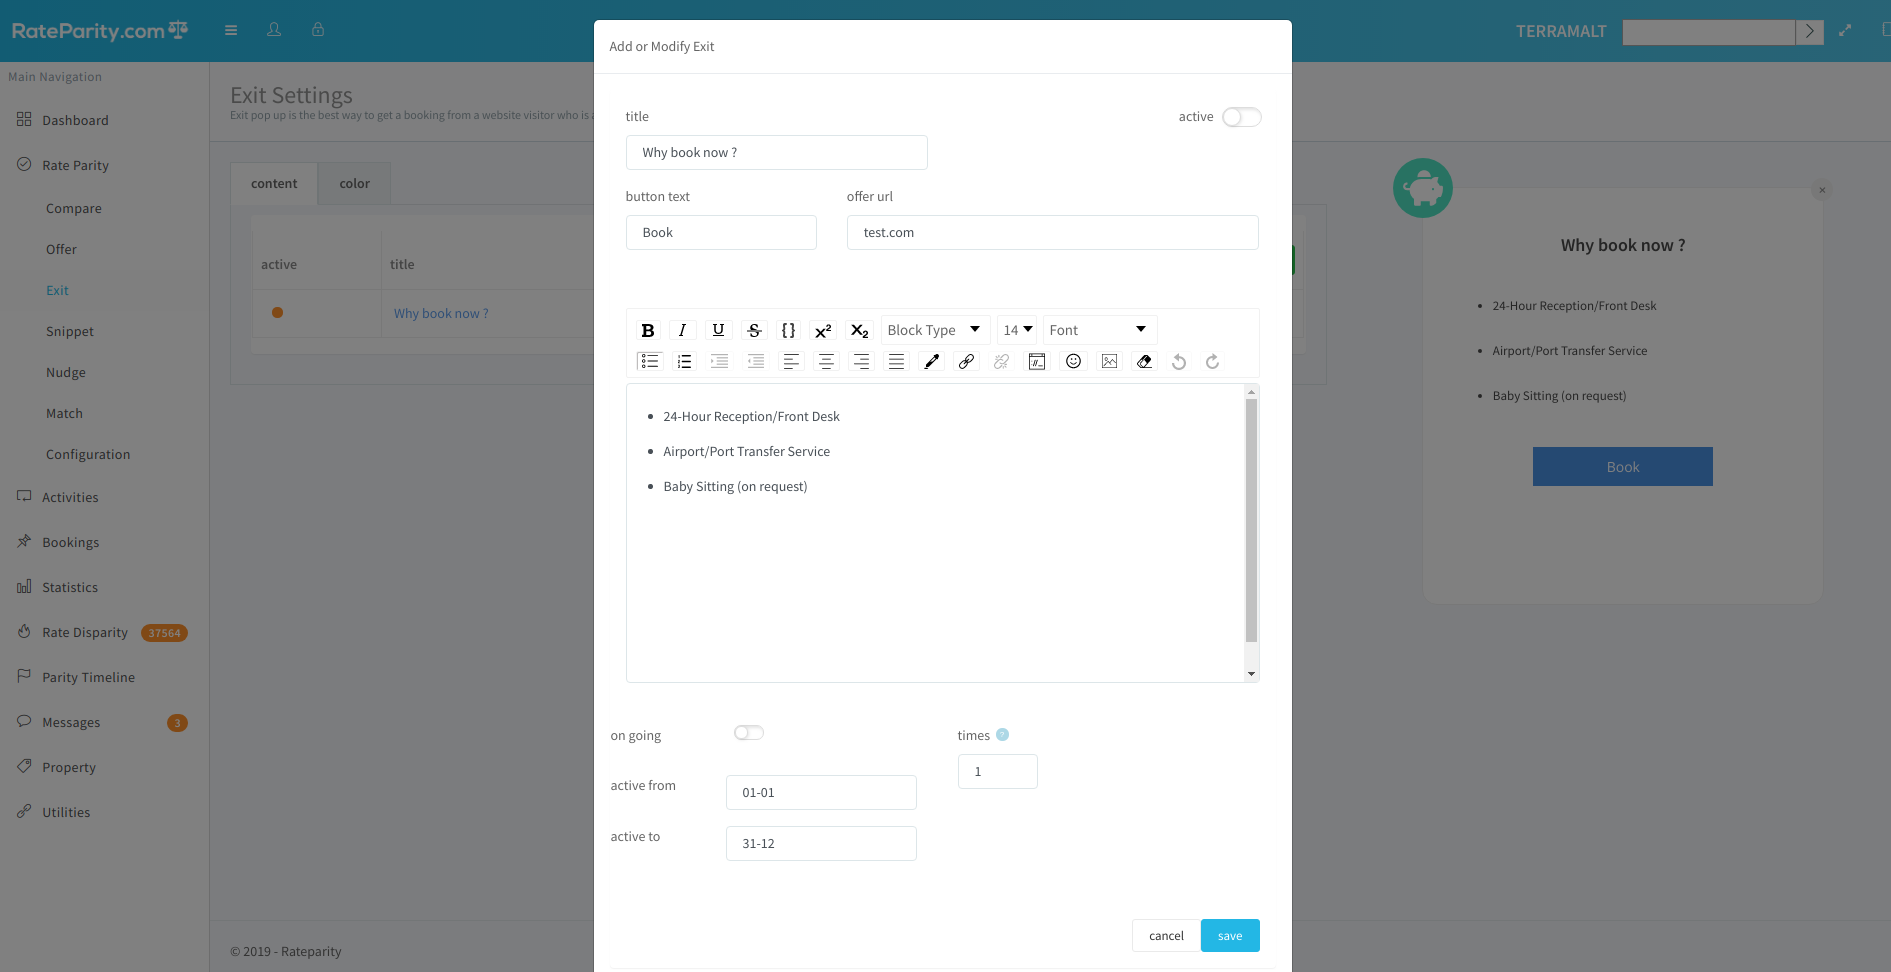 RateParity.com
TERRAMALT
Main Navigation
Dashboard
Rate Parity
Compare
Offer
Exit
Snippet
Nudge
Match
Configuration
Activities
Bookings
Statistics
Rate Disparity 37564
Parity Timeline
Messages 3
Property
Utilities
Exit Settings
Exit pop up is the best way to get a booking from a website visitor who is
content color
active title
Why book now ?
© 2019 - Rateparity
Add or Modify Exit
title active
Why book now ?
button text offer url
Book test.com
B I U S {} X2 X2 Block Type 14 Font
24-Hour Reception/Front Desk
Airport/Port Transfer Service
Baby Sitting (on request)
on going times ?
1
active from 01-01
active to 31-12
cancel save
×
Why book now ?
24-Hour Reception/Front Desk
Airport/Port Transfer Service
Baby Sitting (on request)
Book